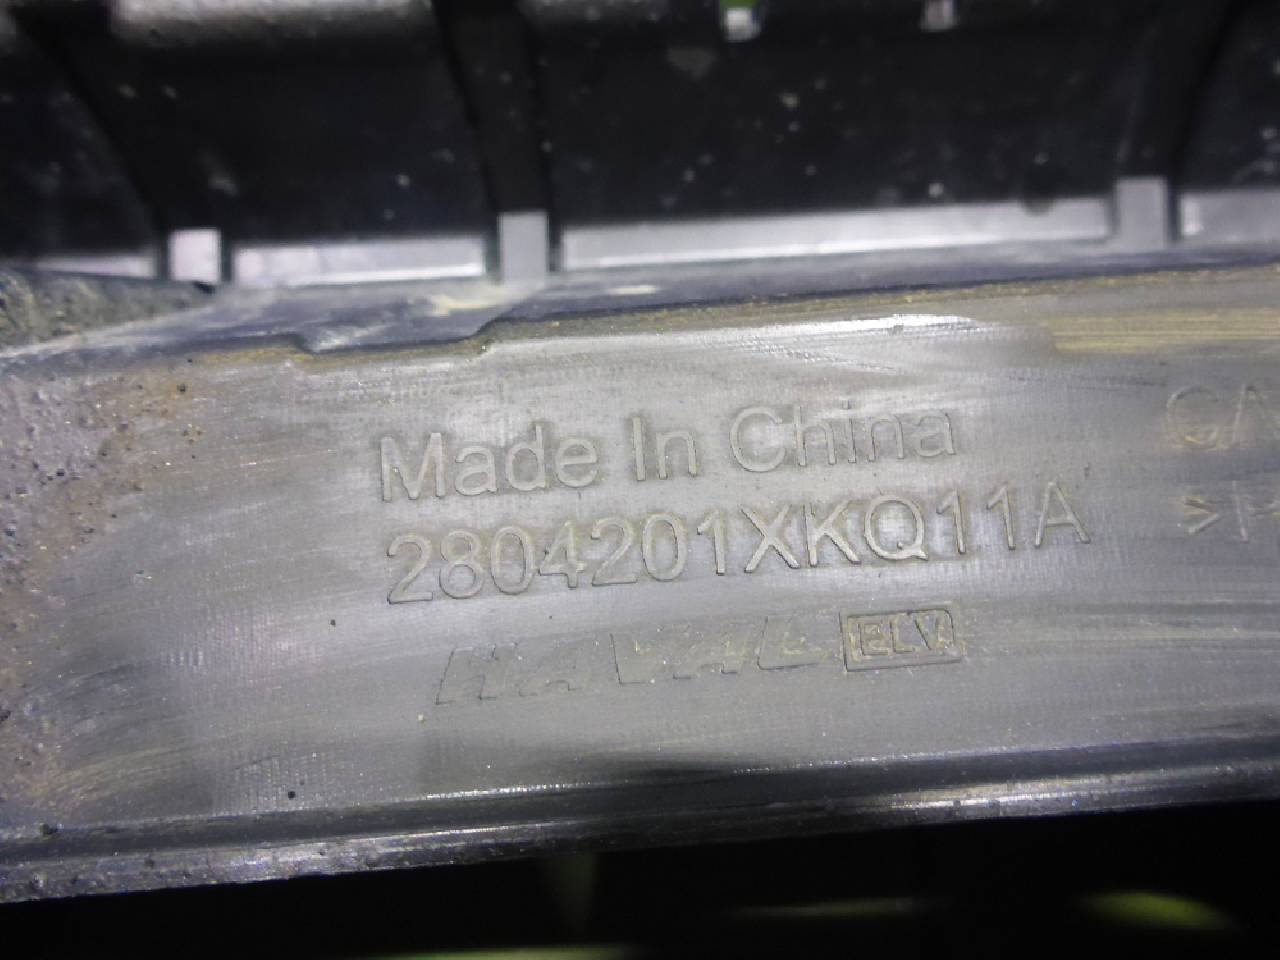 Made In China
2804201XKQ11A
HAVAL ELV